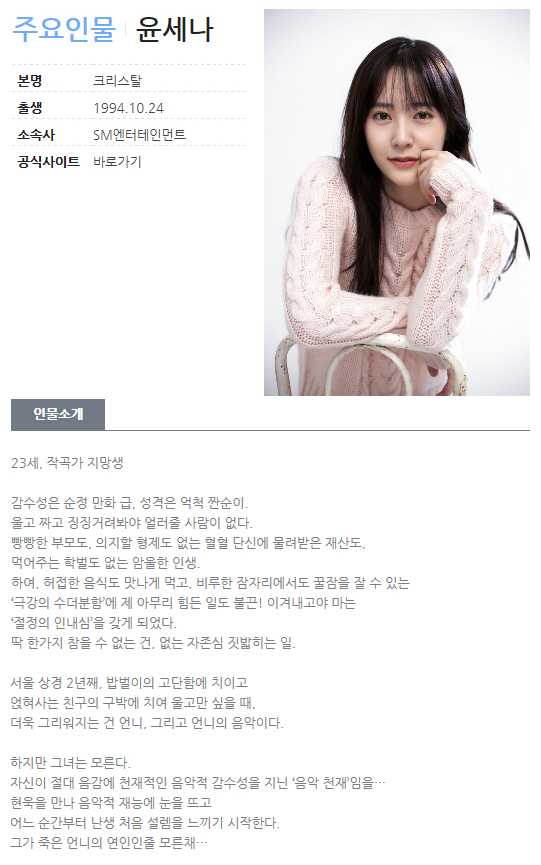 주요인물 윤세나
본명 크리스탈
출생 1994.10.24
소속사 SM엔터테인먼트
공식사이트 바로가기
인물소개
23세, 작곡가 지망생
감수성은 순정 만화 급, 성격은 억척 짠순이.
울고 짜고 징징거려봐야 얼러줄 사람이 없다.
빵빵한 부모도, 의지할 형제도 없는 혈혈 단신에 물려받은 재산도,
먹어주는 학벌도 없는 암울한 인생.
하여, 허접한 음식도 맛나게 먹고, 비루한 잠자리에서도 꿀잠을 잘 수 있는
‘극강의 수더분함’에 제 아무리 힘든 일도 불끈! 이겨내고야 마는
‘절정의 인내심’을 갖게 되었다.
딱 한가지 참을 수 없는 건, 없는 자존심 짓밟히는 일.
서울 상경 2년째, 밥벌이의 고단함에 치이고
얹혀사는 친구의 구박에 치여 울고만 싶을 때,
더욱 그리워지는 건 언니, 그리고 언니의 음악이다.
하지만 그녀는 모른다.
자신이 절대 음감에 천재적인 음악적 감수성을 지닌 ‘음악 천재’임을…
현욱을 만나 음악적 재능에 눈을 뜨고
어느 순간부터 난생 처음 설렘을 느끼기 시작한다.
그가 죽은 언니의 연인인줄 모른채…